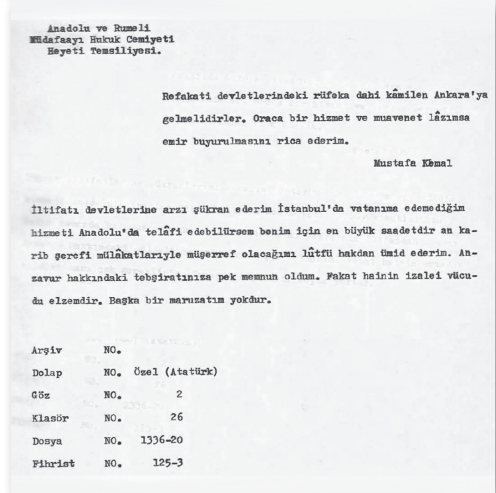 Anadolu ve Rumeli
Müdafaayı Hukuk Cemiyeti
Heyeti Temsiliyesi.
Refakati devletlerindeki rüfeka dahi kâmilen Ankara'ya
gelmelidirler. Oraca bir hizmet ve muavenet lâzımsa
emir buyurulmasını rica ederim.
Mustafa Kemal
İltifatı devletlerine arzı şükran ederim İstanbul'da vatanıma edemediğim
hizmeti Anadolu'da telâfi edebilürsem benim için en büyük saadetdir an ka-
rib şerefi mülâkatlarıyle müşerref olacağımı lûtfü hakdan ümid ederim. An-
zavur hakkındaki tebşiratınıza pek memnun oldum. Fakat hainin izalei vücu-
du elzemdir. Başka bir maruzatım yokdur.
Arşiv NO.
Dolap NO. Özel (Atatürk)
Göz NO. 2
Klasör NO. 26
Dosya NO. 1336-20
Fihrist NO. 125-3